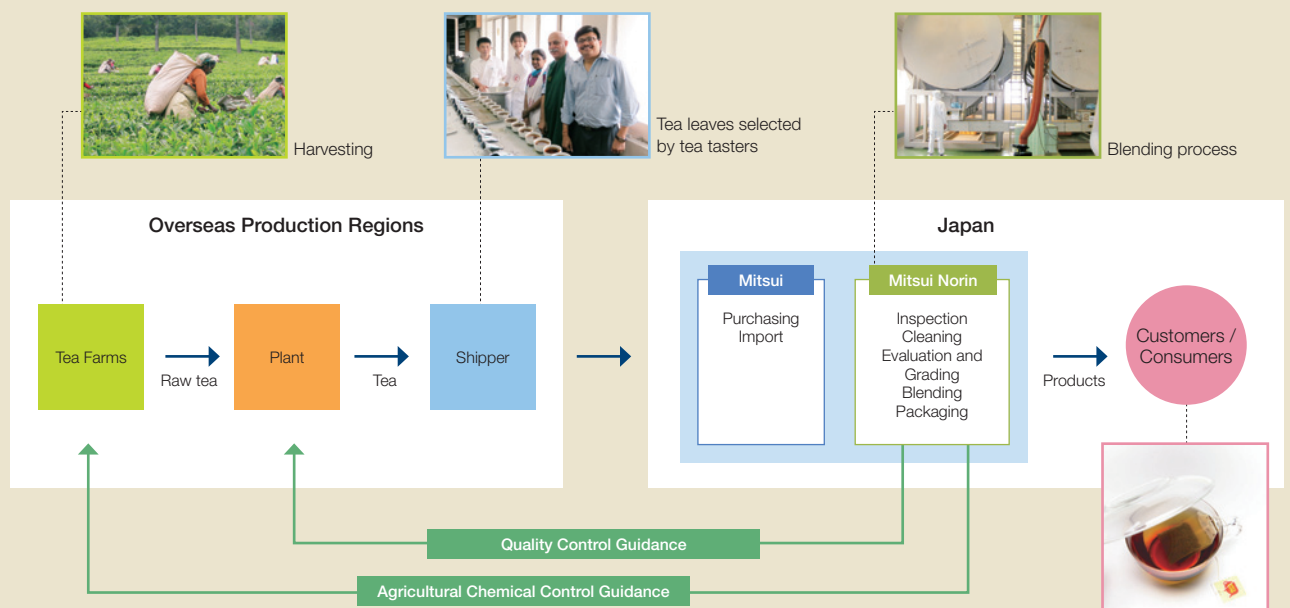 Harvesting
Tea leaves selected
by tea tasters
Blending process
Overseas Production Regions
Japan
Tea Farms
Raw tea
Plant
Tea
Shipper
Mitsui
Purchasing
Import
Mitsui Norin
Inspection
Cleaning
Evaluation and
Grading
Blending
Packaging
Products
Customers /
Consumers
Quality Control Guidance
Agricultural Chemical Control Guidance